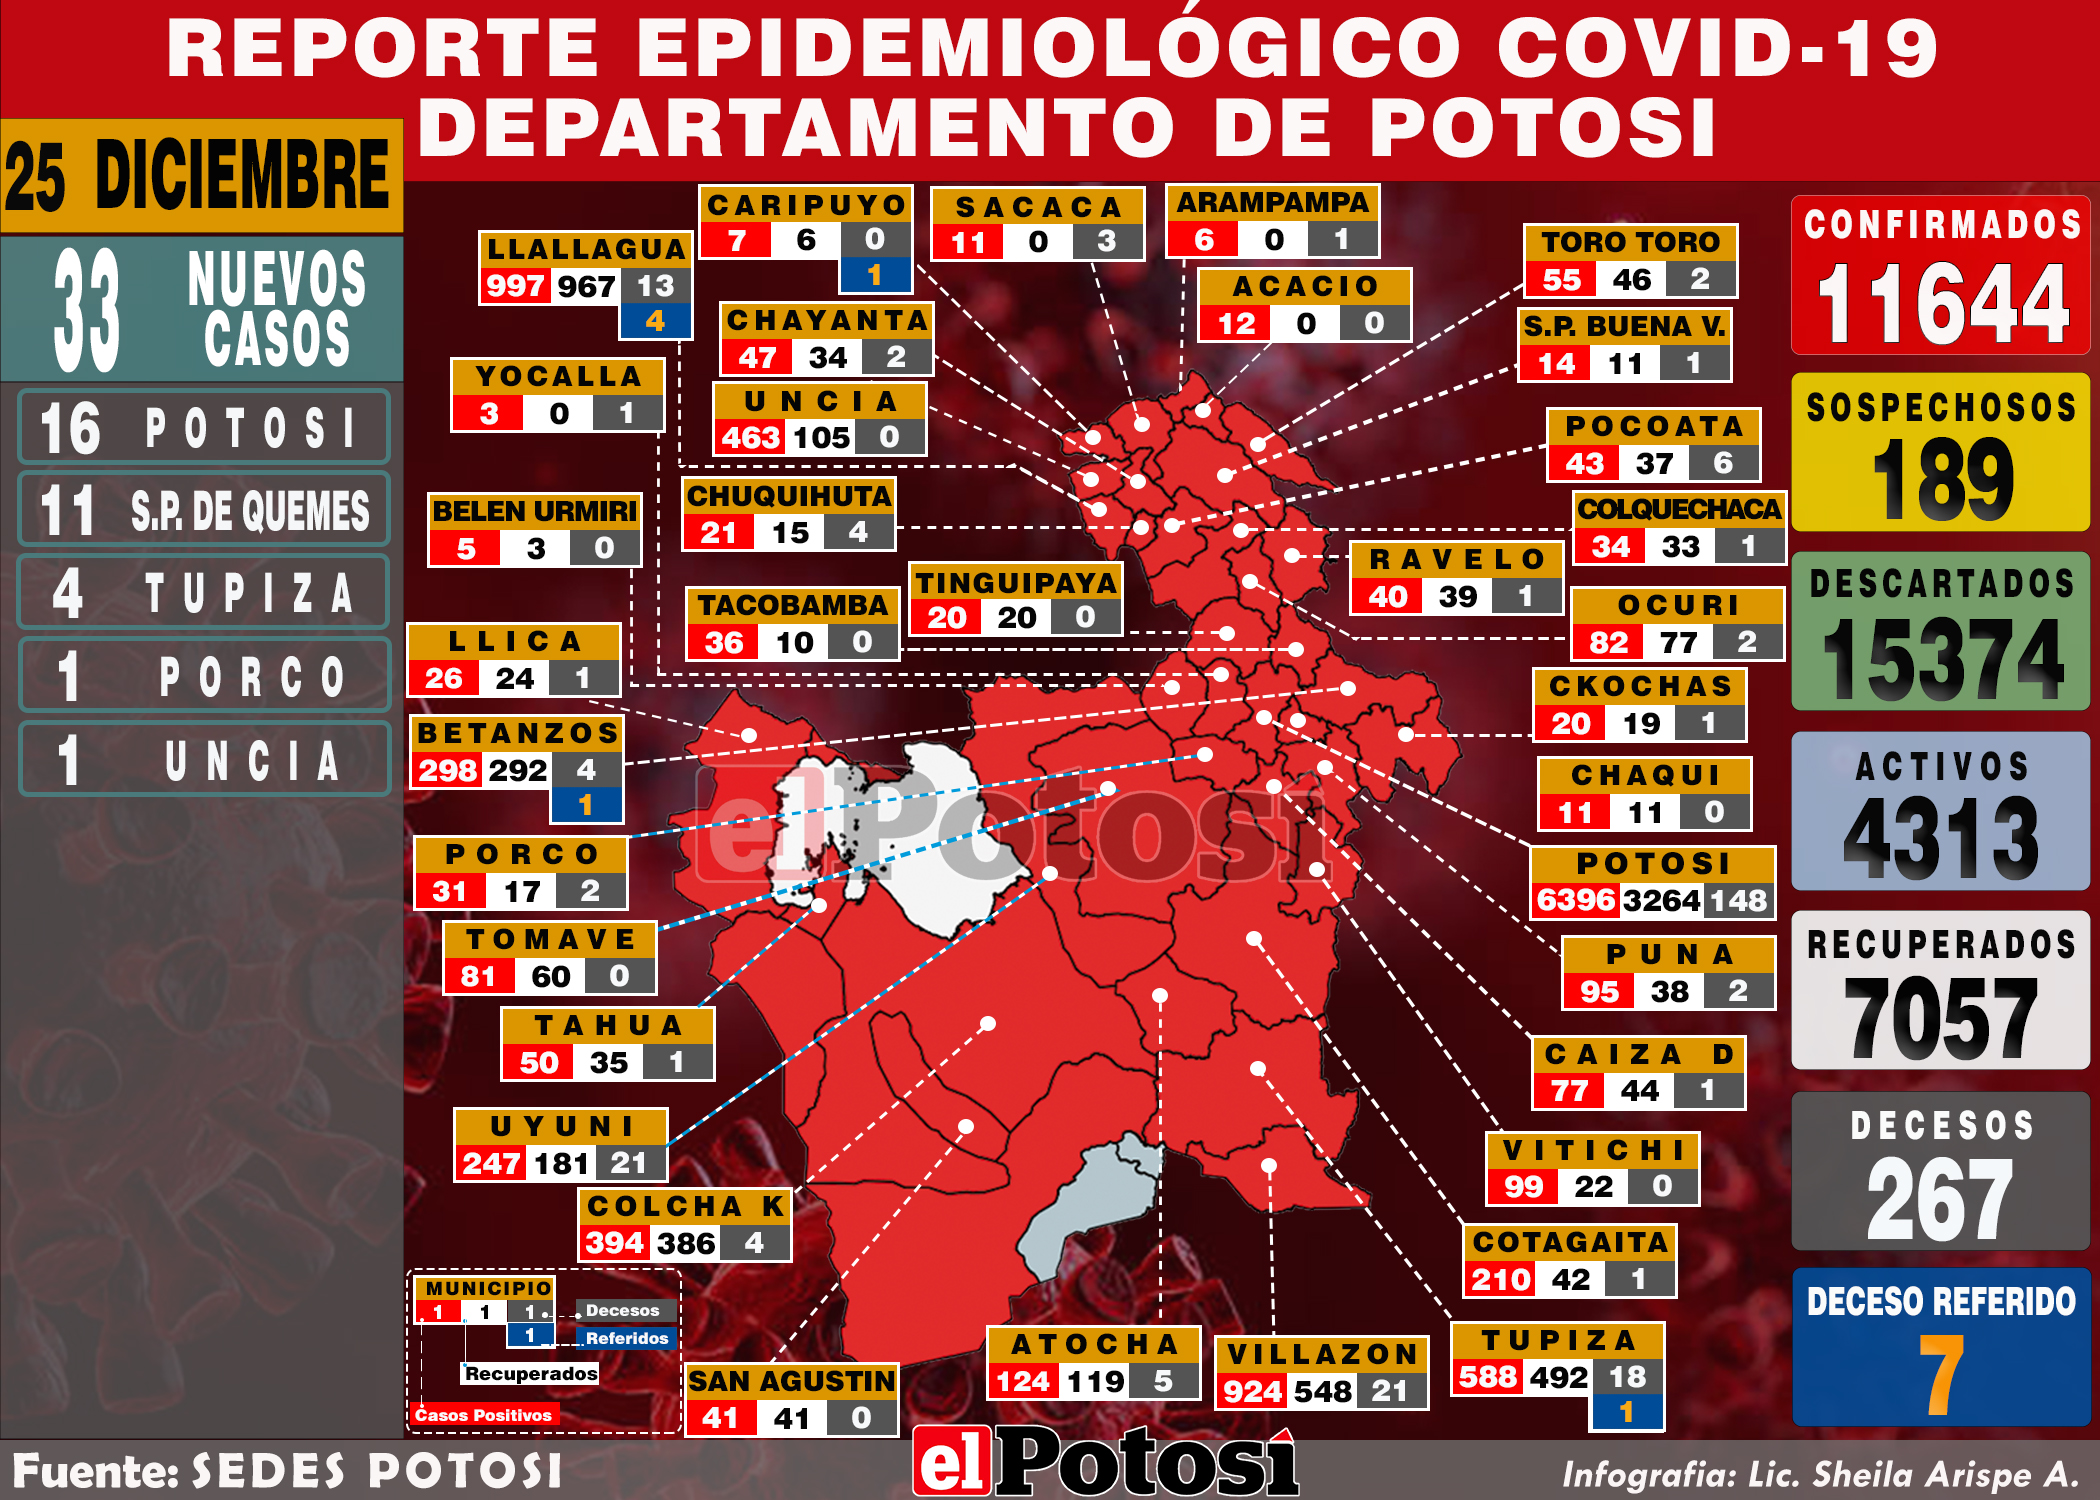 REPORTE EPIDEMIOLÓGICO COVID-19
DEPARTAMENTO DE POTOSI
25 DICIEMBRE
33 NUEVOS CASOS
16 POTOSI
11 S.P. DE QUEMES
4 TUPIZA
1 PORCO
1 UNCIA
CARIPUYO
7 6 0
1
SACACA
11 0 3
ARAMPAMPA
6 0 1
LLALLAGUA
997 967 13
4
ACACIO
12 0 0
TORO TORO
55 46 2
CHAYANTA
47 34 2
S.P. BUENA V.
14 11 1
YOCALLA
3 0 1
UNCIA
463 105 0
POCOATA
43 37 6
BELEN URMIRI
5 3 0
CHUQUIHUTA
21 15 4
COLQUECHACA
34 33 1
RAVELO
40 39 1
TINGUIPAYA
20 20 0
TACOBAMBA
36 10 0
OCURI
82 77 2
LLICA
26 24 1
CKOCHAS
20 19 1
BETANZOS
298 292 4
1
CHAQUI
11 11 0
PORCO
31 17 2
POTOSI
6396 3264 148
TOMAVE
81 60 0
PUNA
95 38 2
TAHUA
50 35 1
CAIZA D
77 44 1
UYUNI
247 181 21
VITICHI
99 22 0
COLCHA K
394 386 4
COTAGAITA
210 42 1
SAN AGUSTIN
41 41 0
ATOCHA
124 119 5
VILLAZON
924 548 21
TUPIZA
588 492 18
1
MUNICIPIO
1 1 1 Decesos
1 Referidos
Recuperados
Casos Positivos
elPotosí
CONFIRMADOS
11644
SOSPECHOSOS
189
DESCARTADOS
15374
ACTIVOS
4313
RECUPERADOS
7057
DECESOS
267
DECESO REFERIDO
7
Fuente: SEDES POTOSI
elPotosí
Infografia: Lic. Sheila Arispe A.